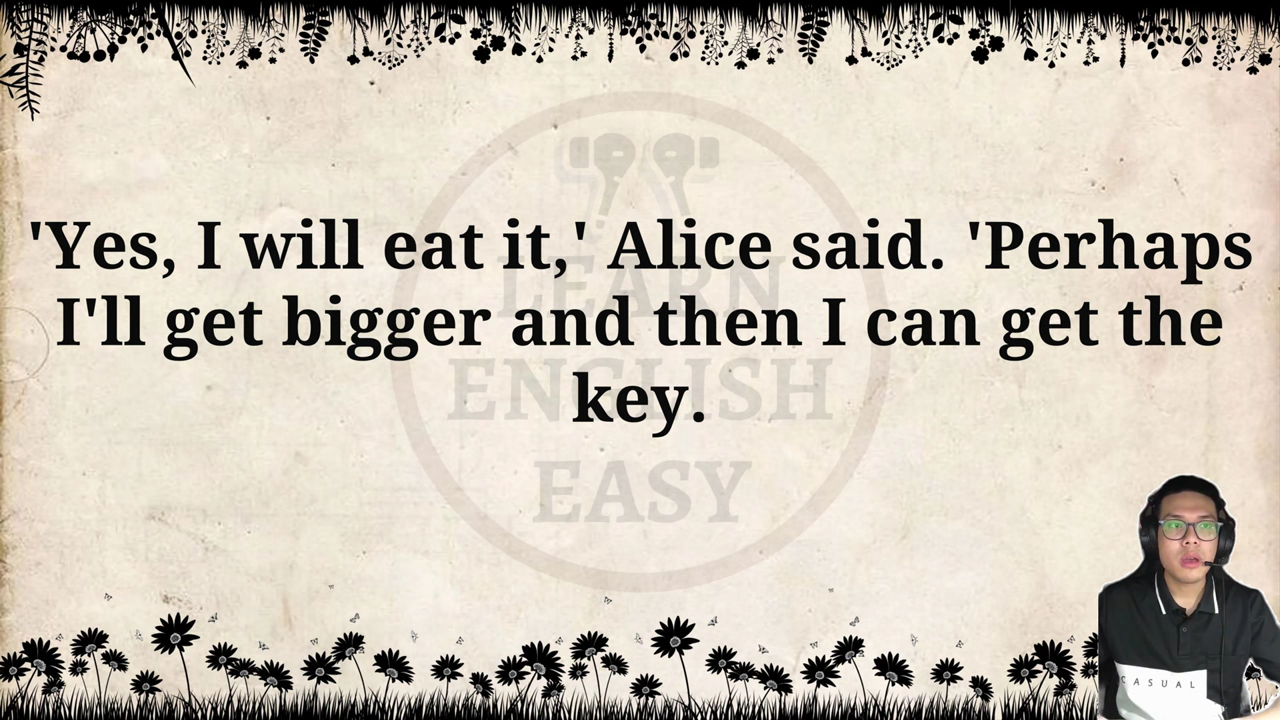 'Yes, I will eat it,' Alice said. 'Perhaps
I'll get bigger and then I can get the
key.
LEARN
ENGLISH
EASY
CASUAL